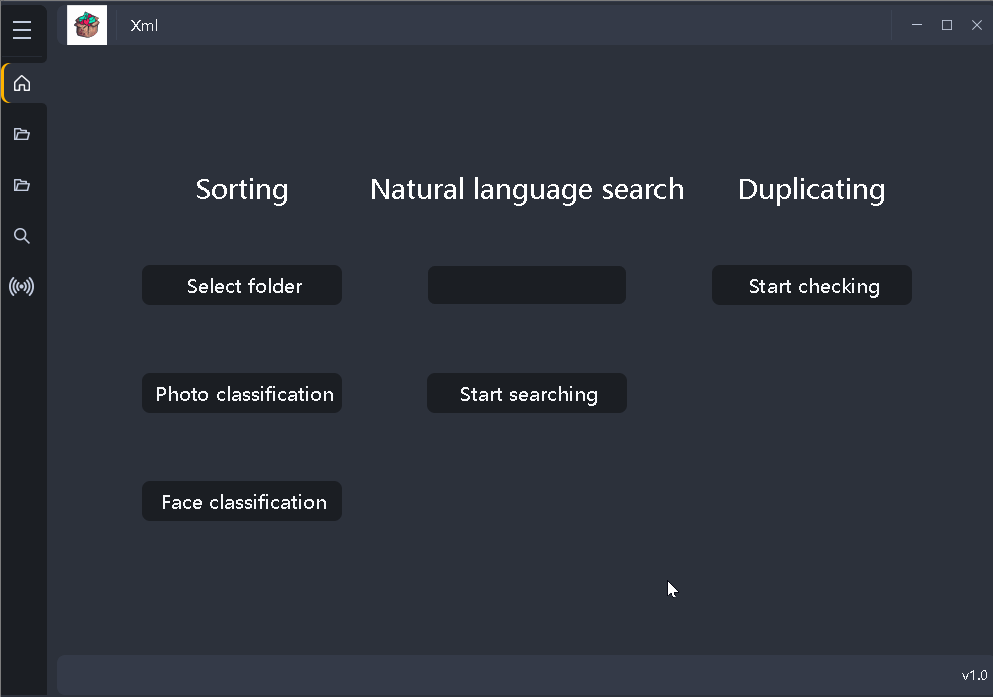 Xml
Sorting
Natural language search
Duplicating
Select folder
Start checking
Photo classification
Start searching
Face classification
v1.0